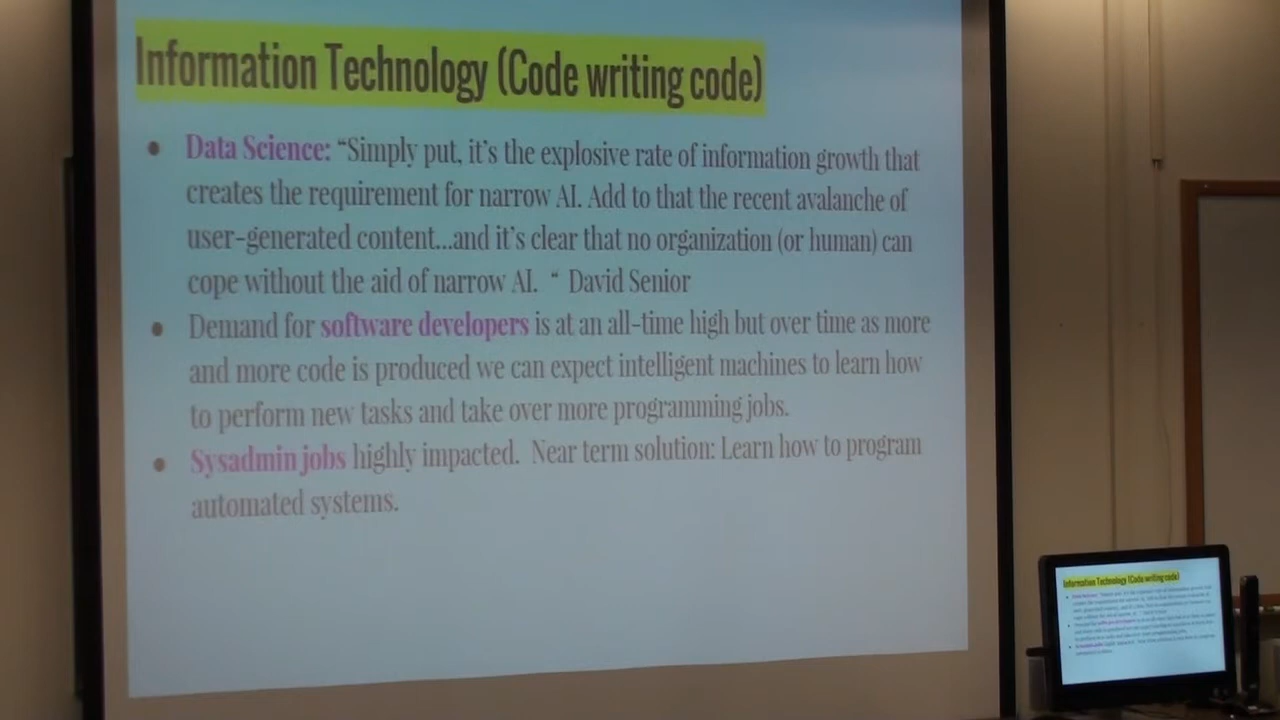 Information Technology (Code writing code)
• Data Science: “Simply put, it’s the explosive rate of information growth that
creates the requirement for narrow AI. Add to that the recent avalanche of
user-generated content...and it’s clear that no organization (or human) can
cope without the aid of narrow AI. “ David Senior
• Demand for software developers is at an all-time high but over time as more
and more code is produced we can expect intelligent machines to learn how
to perform new tasks and take over more programming jobs.
• Sysadmin jobs highly impacted. Near term solution: Learn how to program
automated systems.
Information Technology (Code writing code)